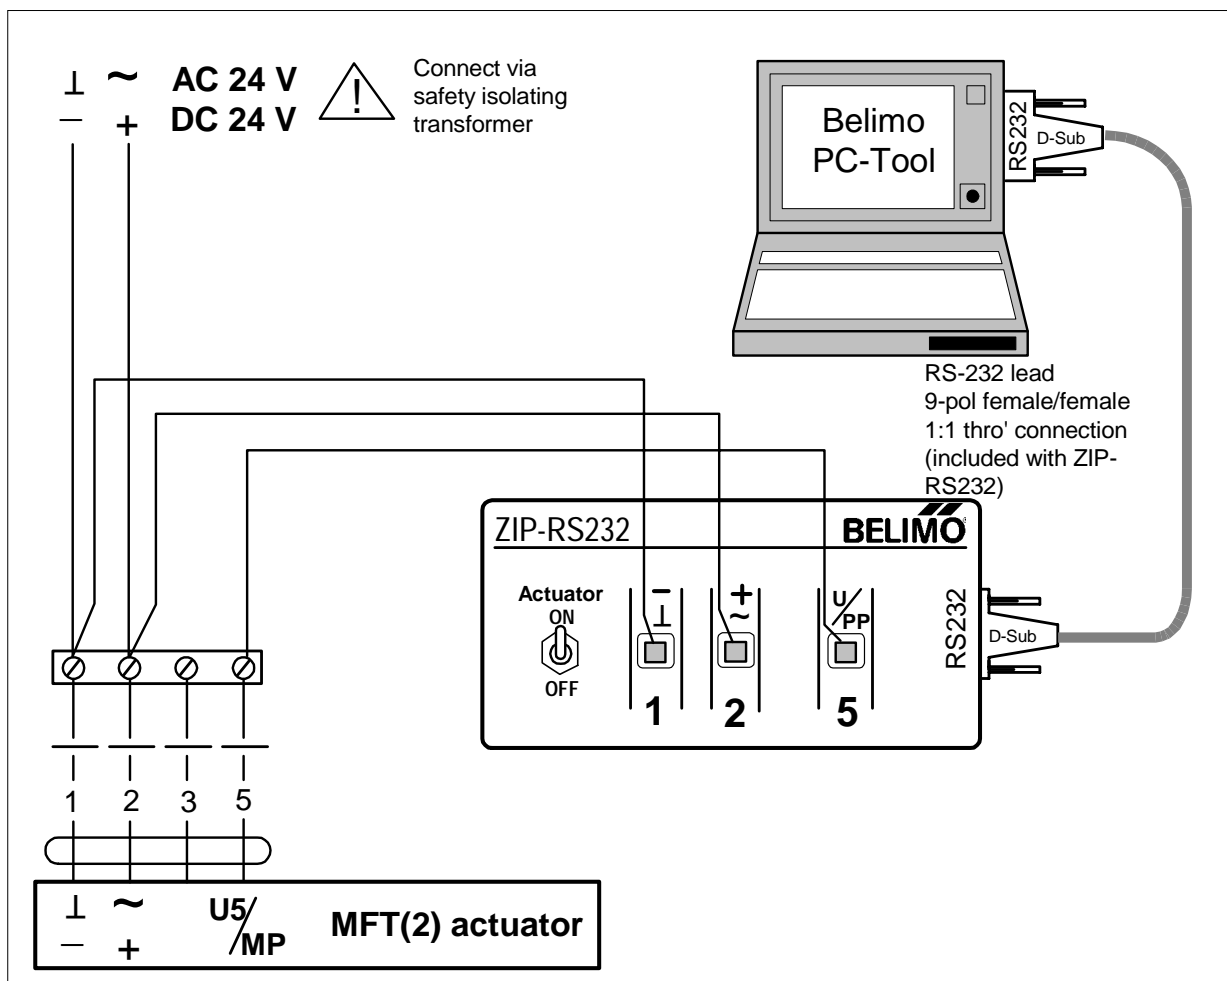 ⊥ ~ AC 24 V
– + DC 24 V
!
Connect via
safety isolating
transformer
Belimo
PC-Tool
RS232
D-Sub
RS-232 lead
9-pol female/female
1:1 thro' connection
(included with ZIP-
RS232)
ZIP-RS232
BELIMO
Actuator
ON
OFF
–
⊥
1
+
~
2
U/PP
5
RS232
D-Sub
1 2 3 5
⊥ ~ U5/MP
– +
MFT(2) actuator